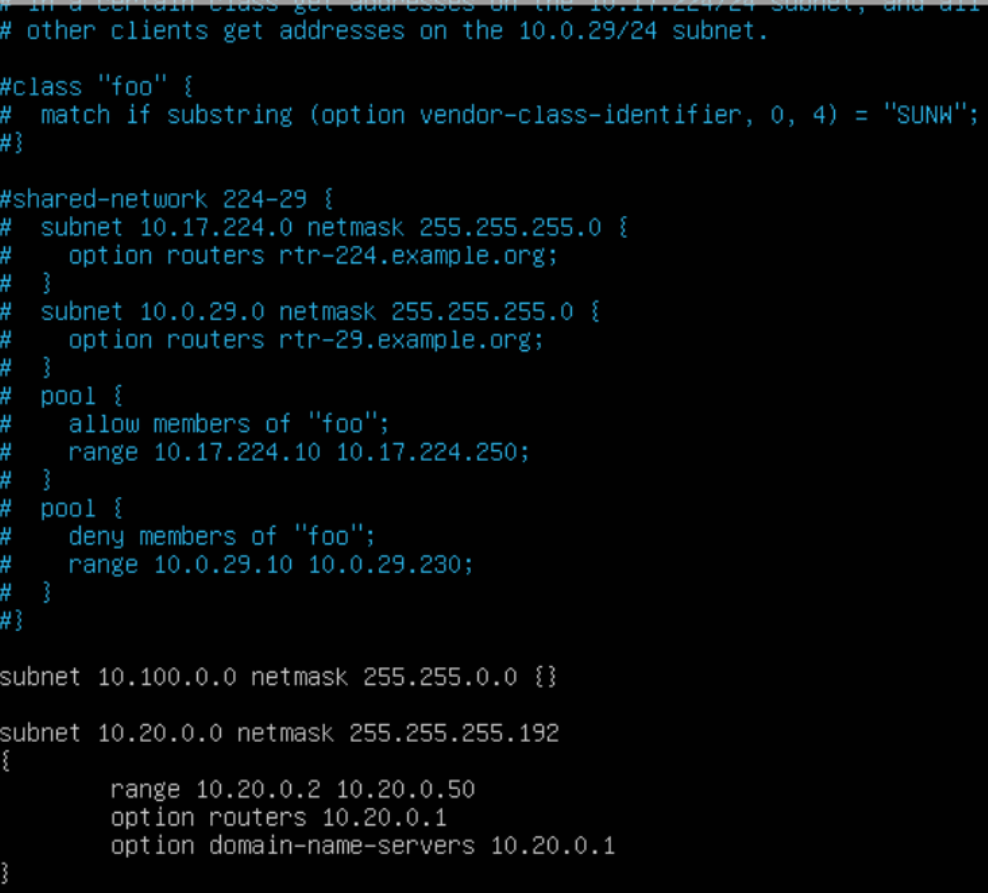 # in a certain class get addresses on the 10.17.224/24 subnet, and all
# other clients get addresses on the 10.0.29/24 subnet.
#class "foo" {
#  match if substring (option vendor-class-identifier, 0, 4) = "SUNW";
#}
#shared-network 224-29 {
#  subnet 10.17.224.0 netmask 255.255.255.0 {
#    option routers rtr-224.example.org;
#  }
#  subnet 10.0.29.0 netmask 255.255.255.0 {
#    option routers rtr-29.example.org;
#  }
#  pool {
#    allow members of "foo";
#    range 10.17.224.10 10.17.224.250;
#  }
#  pool {
#    deny members of "foo";
#    range 10.0.29.10 10.0.29.230;
#  }
#}
subnet 10.100.0.0 netmask 255.255.0.0 {}
subnet 10.20.0.0 netmask 255.255.255.192
{
        range 10.20.0.2 10.20.0.50
        option routers 10.20.0.1
        option domain-name-servers 10.20.0.1
}